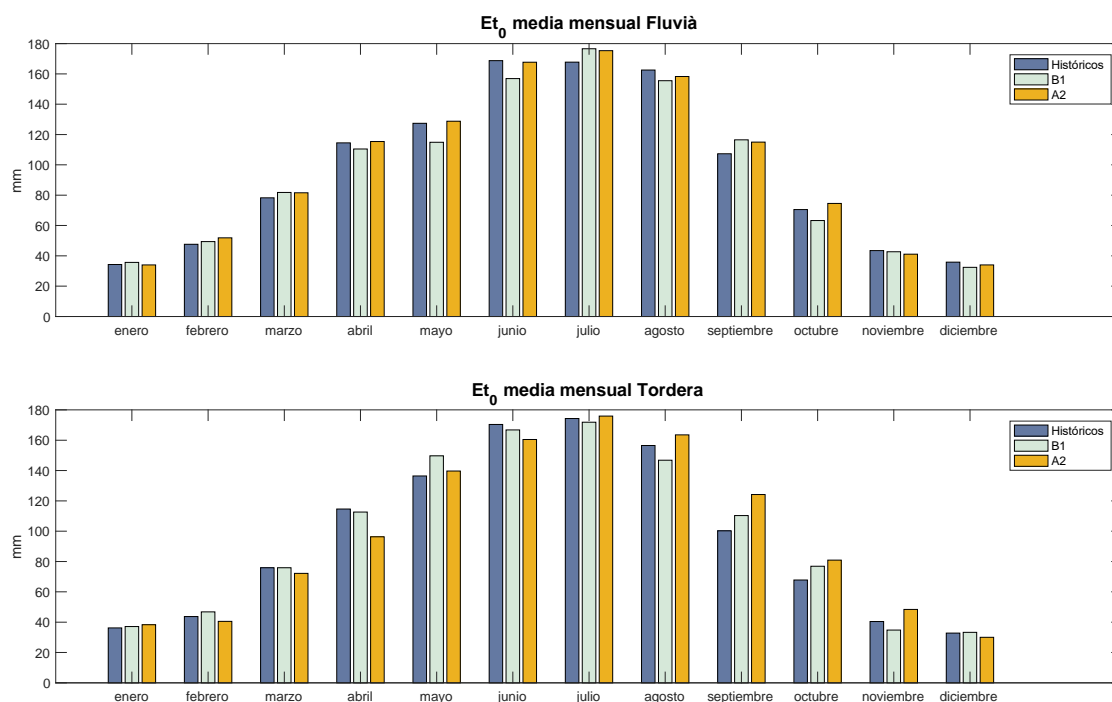 Et0 media mensual Fluvià
180
160
140
120
100
80
60
40
20
0
mm
Históricos
B1
A2
enero febrero marzo abril mayo junio julio agosto septiembre octubre noviembre diciembre
Et0 media mensual Tordera
180
160
140
120
100
80
60
40
20
0
mm
Históricos
B1
A2
enero febrero marzo abril mayo junio julio agosto septiembre octubre noviembre diciembre